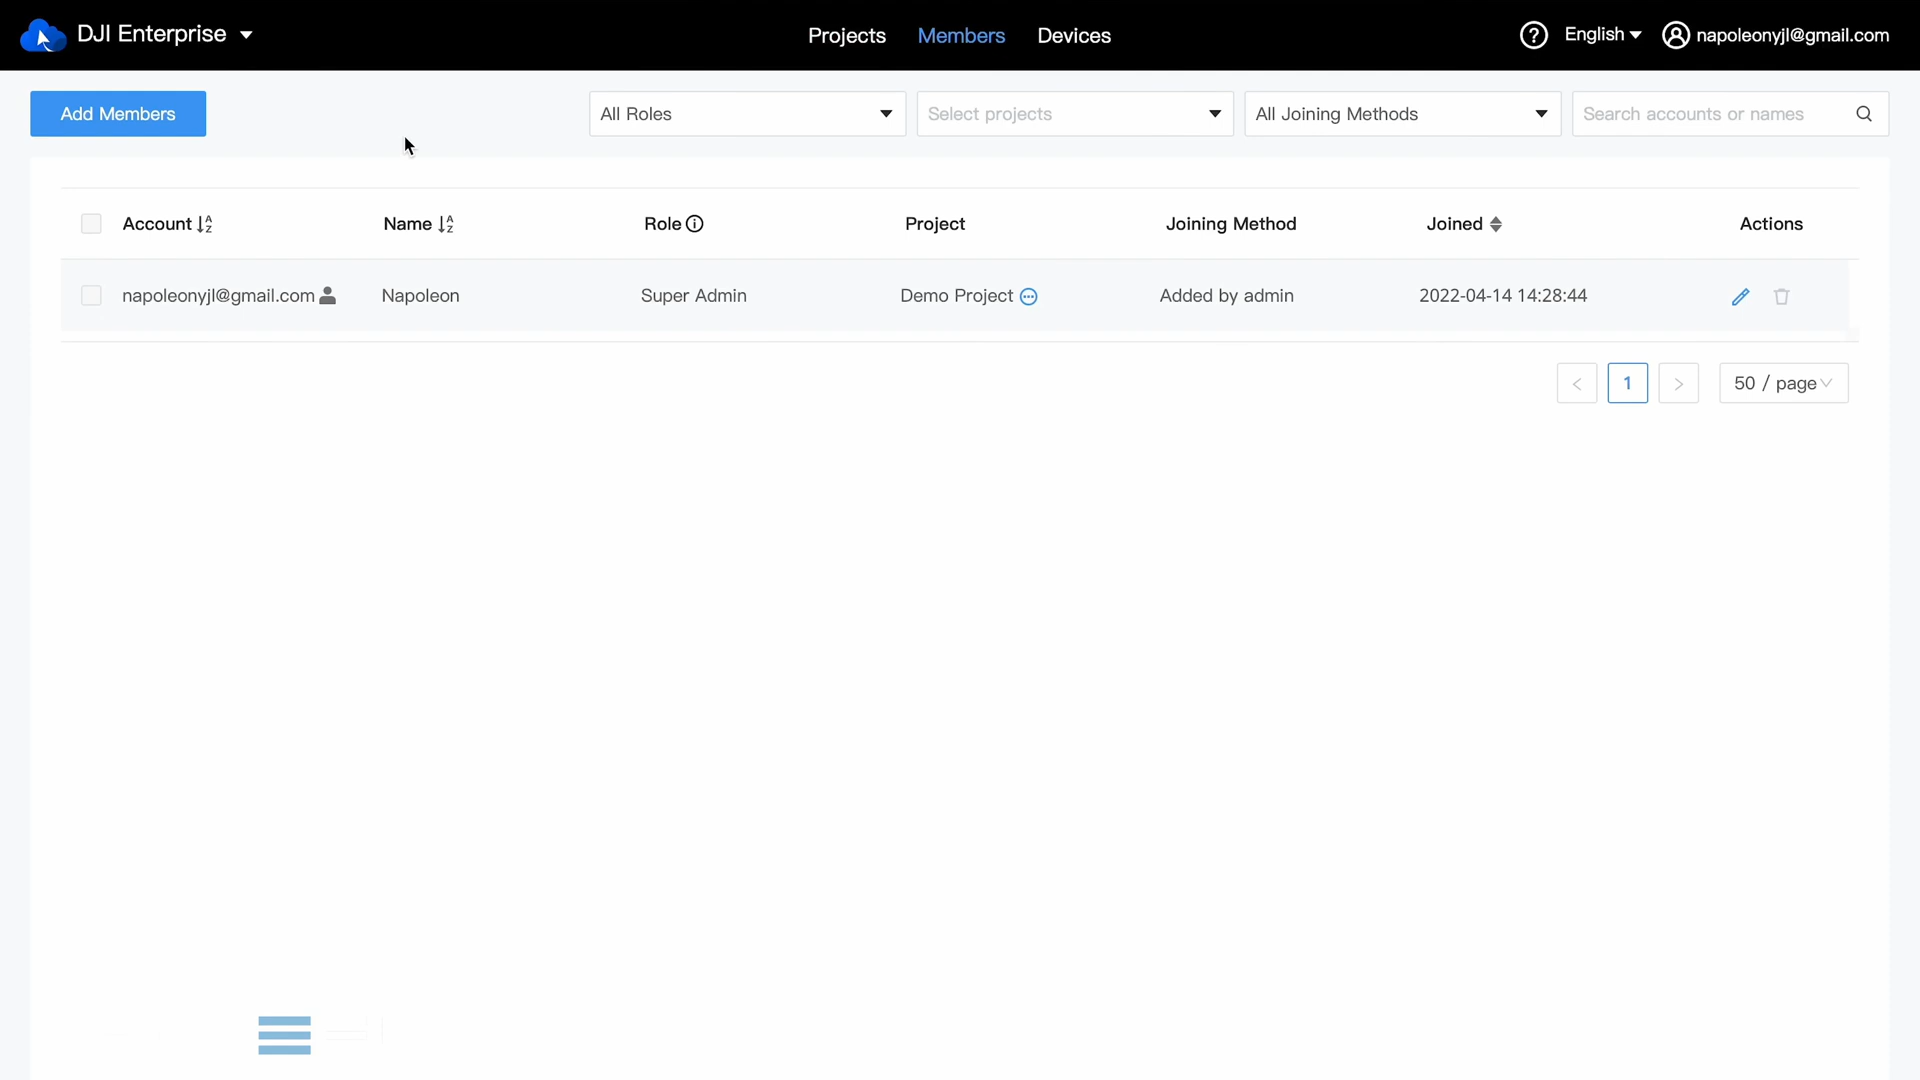 DJI Enterprise
Projects Members Devices
English napoleonyjl@gmail.com
Add Members
All Roles
Select projects
All Joining Methods
Search accounts or names
Account Name Role Project Joining Method Joined Actions
napoleonyjl@gmail.com Napoleon Super Admin Demo Project Added by admin 2022-04-14 14:28:44
1 50 / page